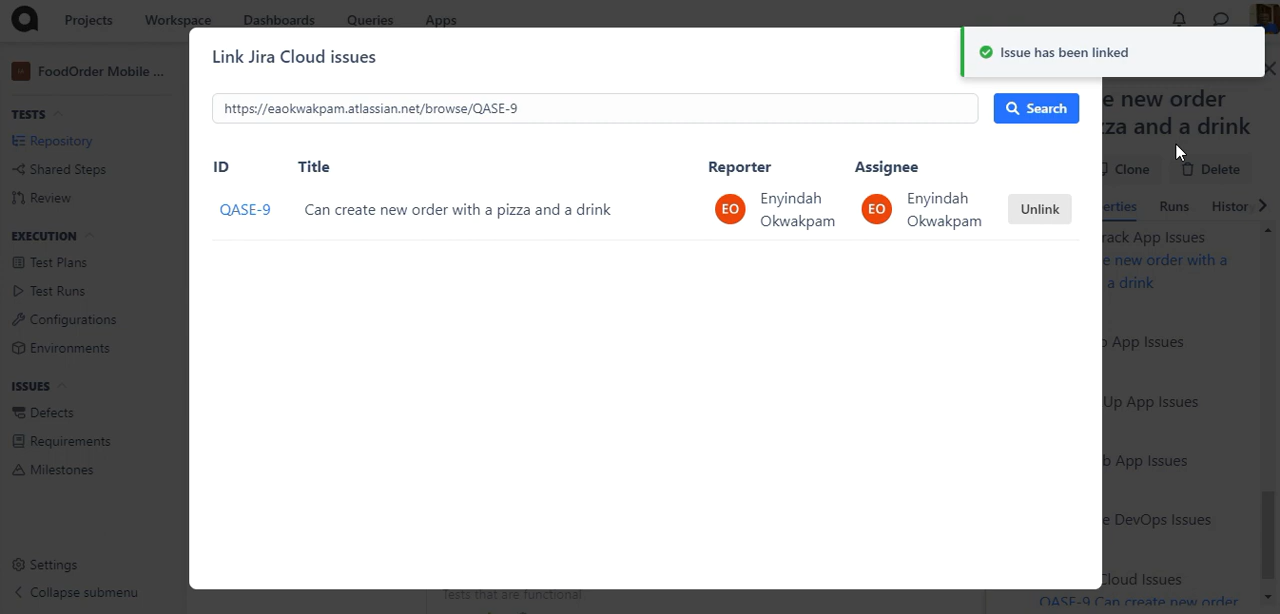 Projects Workspace Dashboards Queries Apps
FoodOrder Mobile ...
TESTS
Repository
Shared Steps
Review
EXECUTION
Test Plans
Test Runs
Configurations
Environments
ISSUES
Defects
Requirements
Milestones
Settings
Collapse submenu
Link Jira Cloud issues
https://eaokwakpam.atlassian.net/browse/QASE-9
Search
ID Title Reporter Assignee
QASE-9 Can create new order with a pizza and a drink EO Enyindah Okwakpam EO Enyindah Okwakpam Unlink
Issue has been linked
e new order
zza and a drink
Clone Delete
erties Runs Histor
rack App Issues
e new order with a
a drink
App Issues
Up App Issues
b App Issues
e DevOps Issues
Cloud Issues
QASE-9 Can create new order
Tests that are functional